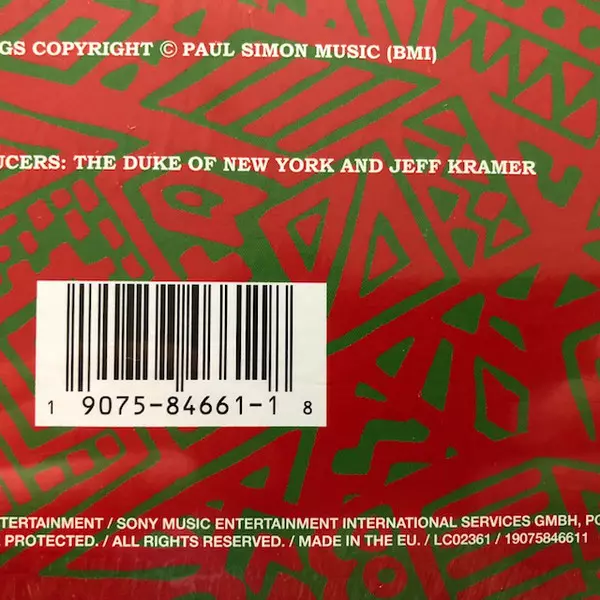 GS COPYRIGHT © PAUL SIMON MUSIC (BMI)
UCERS: THE DUKE OF NEW YORK AND JEFF KRAMER
1 9075-84661-1 8
NTERTAINMENT / SONY MUSIC ENTERTAINMENT INTERNATIONAL SERVICES GMBH, PO
PROTECTED. / ALL RIGHTS RESERVED. / MADE IN THE EU. / LC02361 / 19075846611